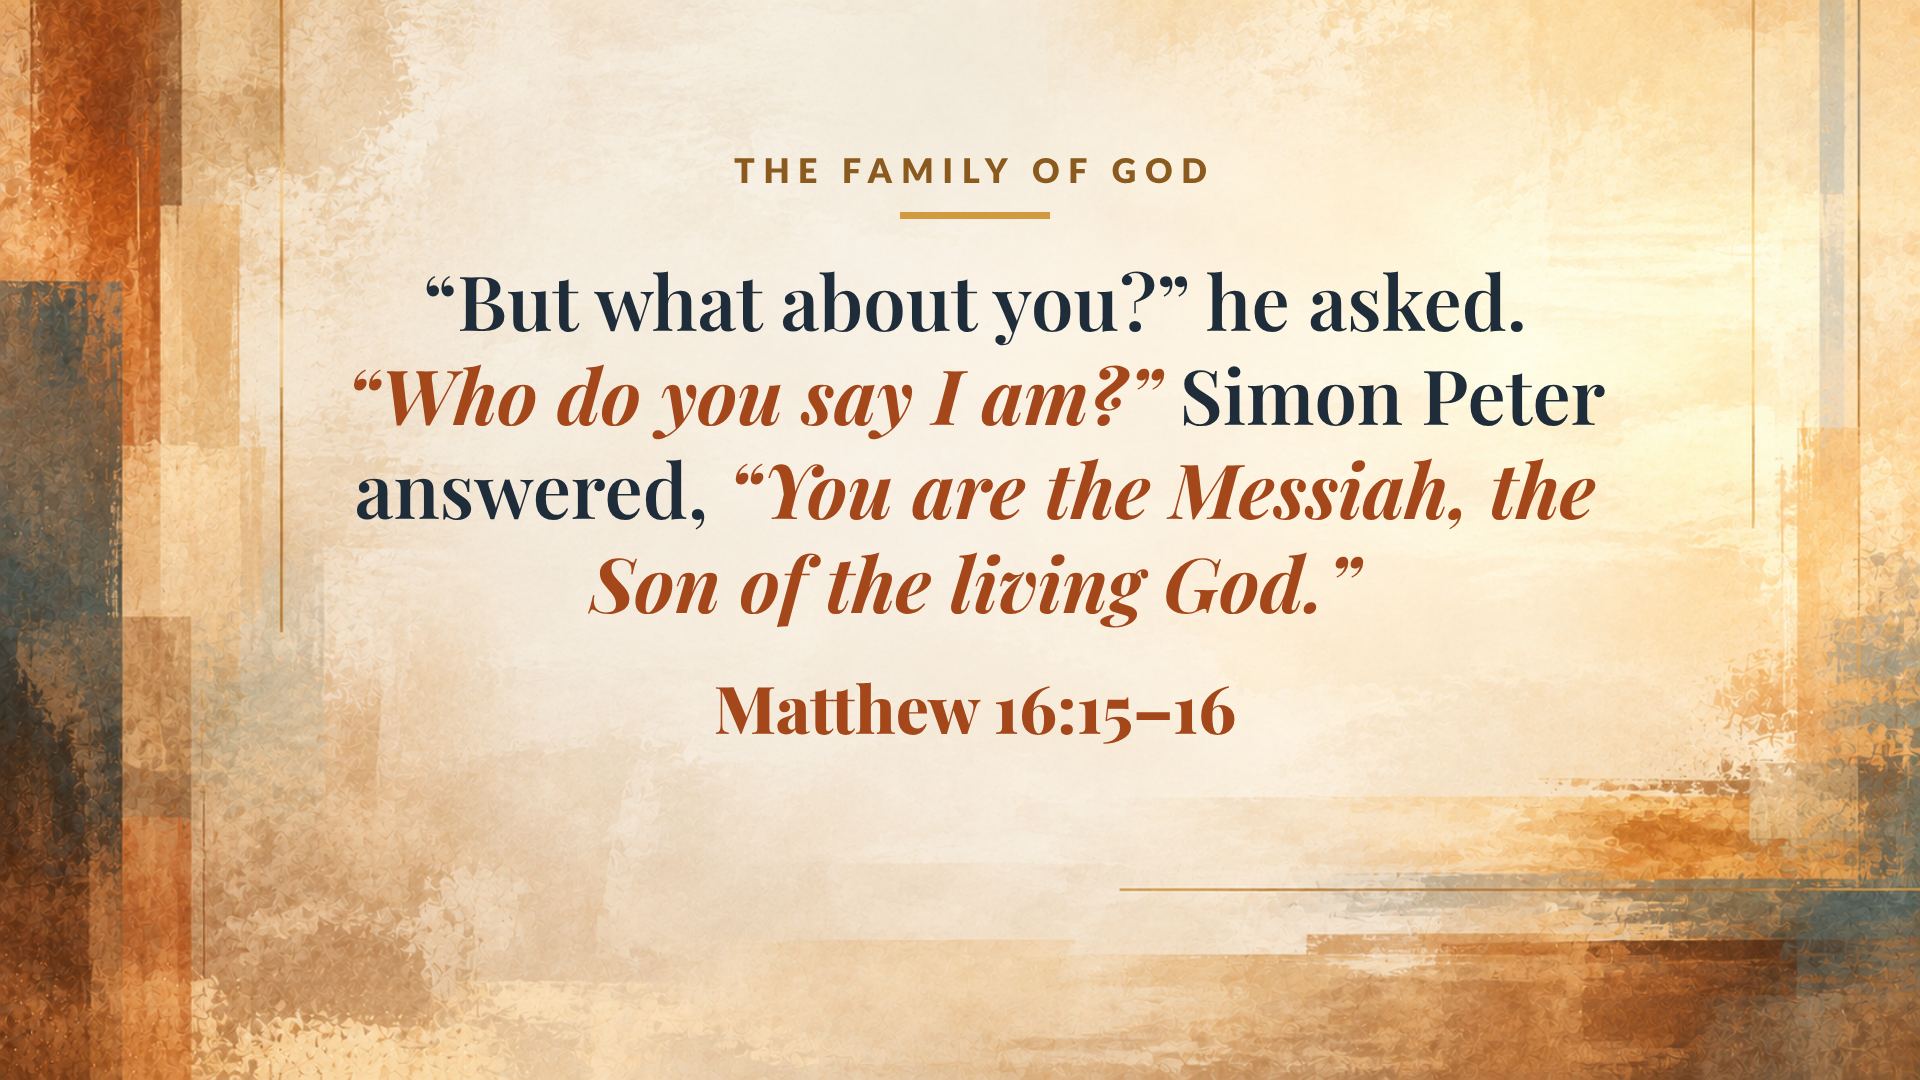 THE FAMILY OF GOD
“But what about you?” he asked.
“Who do you say I am?” Simon Peter
answered, “You are the Messiah, the
Son of the living God.”
Matthew 16:15–16